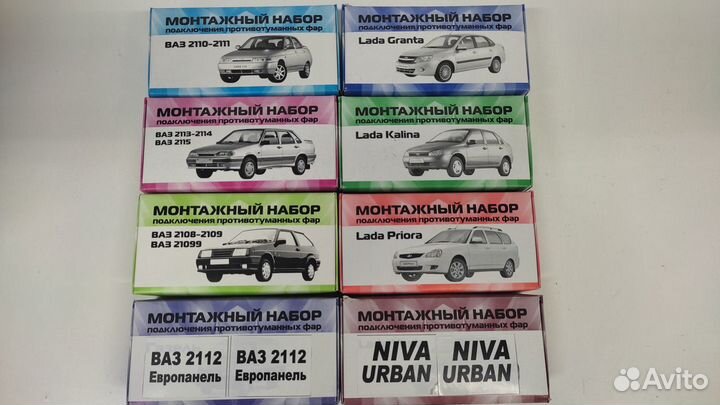 МОНТАЖНЫЙ НАБОР
подключения противотуманных фар
ВАЗ 2110-2111
МОНТАЖНЫЙ НАБОР
подключения противотуманных фар
Lada Granta
МОНТАЖНЫЙ НАБОР
подключения противотуманных фар
ВАЗ 2113-2114
ВАЗ 2115
МОНТАЖНЫЙ НАБОР
подключения противотуманных фар
Lada Kalina
МОНТАЖНЫЙ НАБОР
подключения противотуманных фар
ВАЗ 2108-2109
ВАЗ 21099
МОНТАЖНЫЙ НАБОР
подключения противотуманных фар
Lada Priora
МОНТАЖНЫЙ НАБОР
подключения противотуманных фар
ВАЗ 2112
Европанель
ВАЗ 2112
Европанель
МОНТАЖНЫЙ НАБОР
подключения противотуманных фар
NIVA
URBAN
NIVA
URBAN
Avito